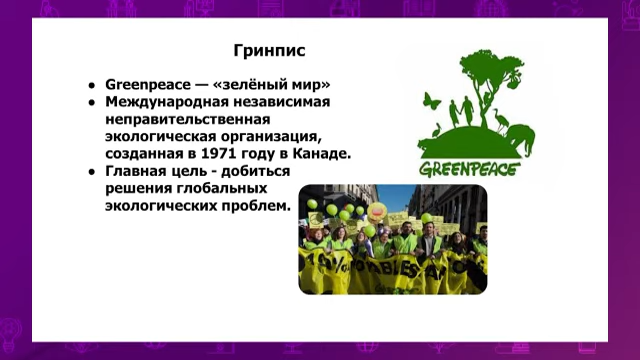 Гринпис
● Greenpeace — «зелёный мир»
● Международная независимая
неправительственная
экологическая организация,
созданная в 1971 году в Канаде.
● Главная цель - добиться
решения глобальных
экологических проблем.
GREENPEACE